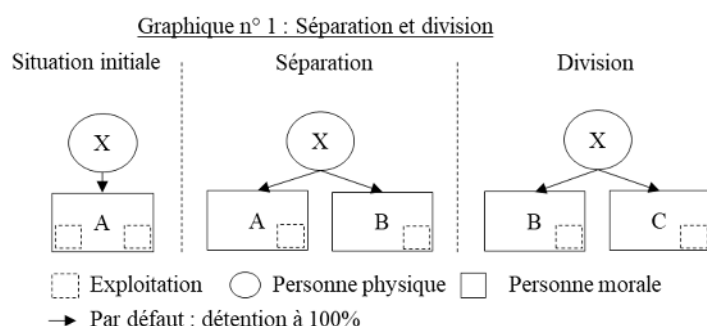 Graphique n° 1 : Séparation et division
Situation initiale Séparation Division
X X X
A A B B C
Exploitation Personne physique Personne morale
Par défaut : détention à 100%